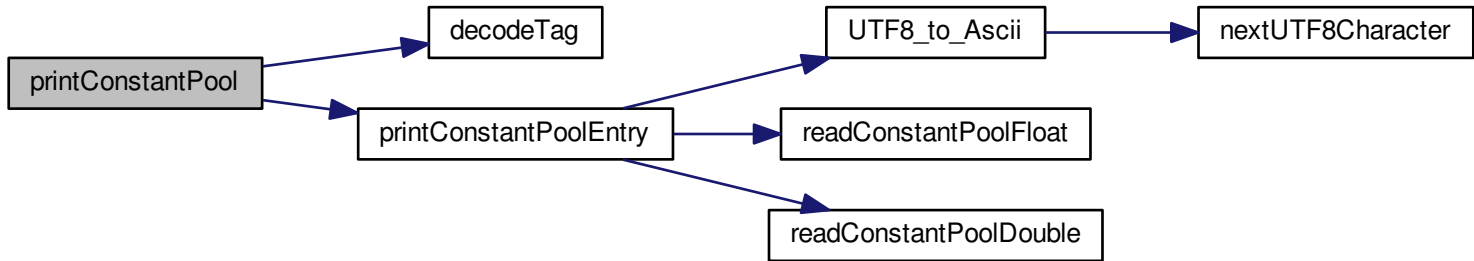 printConstantPool
decodeTag
printConstantPoolEntry
UTF8_to_Ascii
nextUTF8Character
readConstantPoolFloat
readConstantPoolDouble